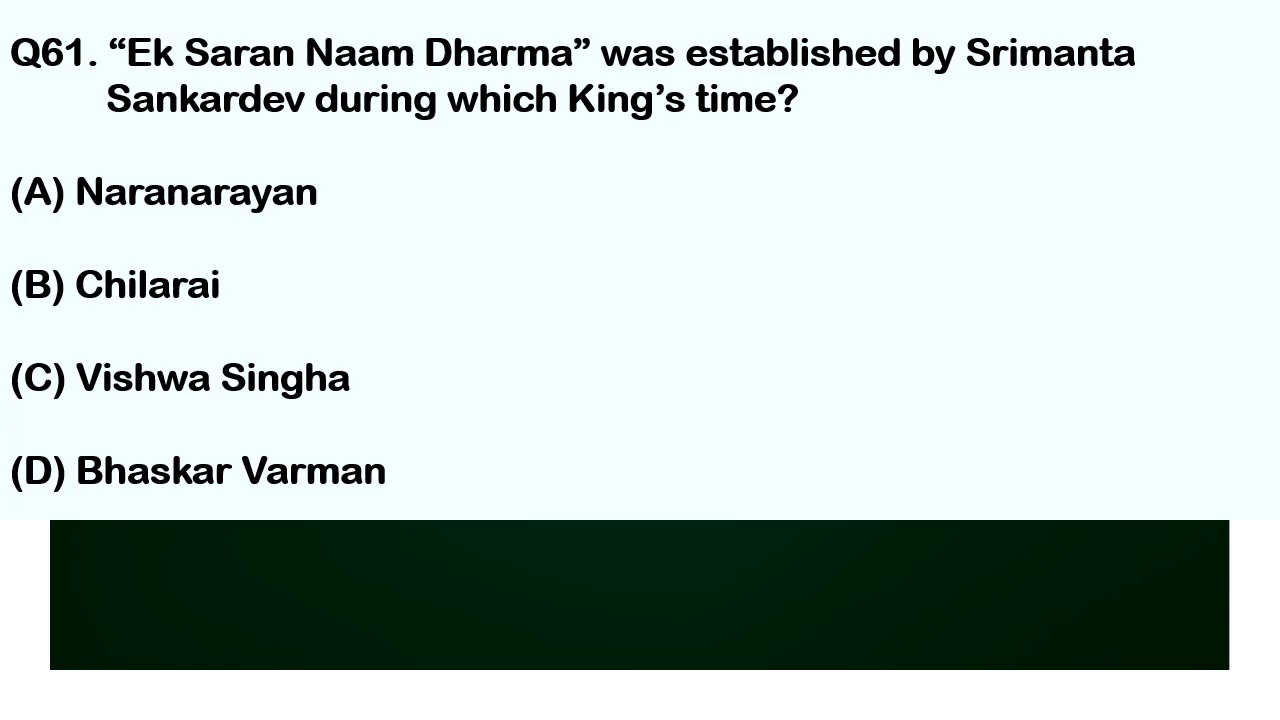 Q61. “Ek Saran Naam Dharma” was established by Srimanta
Sankardev during which King’s time?
(A) Naranarayan
(B) Chilarai
(C) Vishwa Singha
(D) Bhaskar Varman